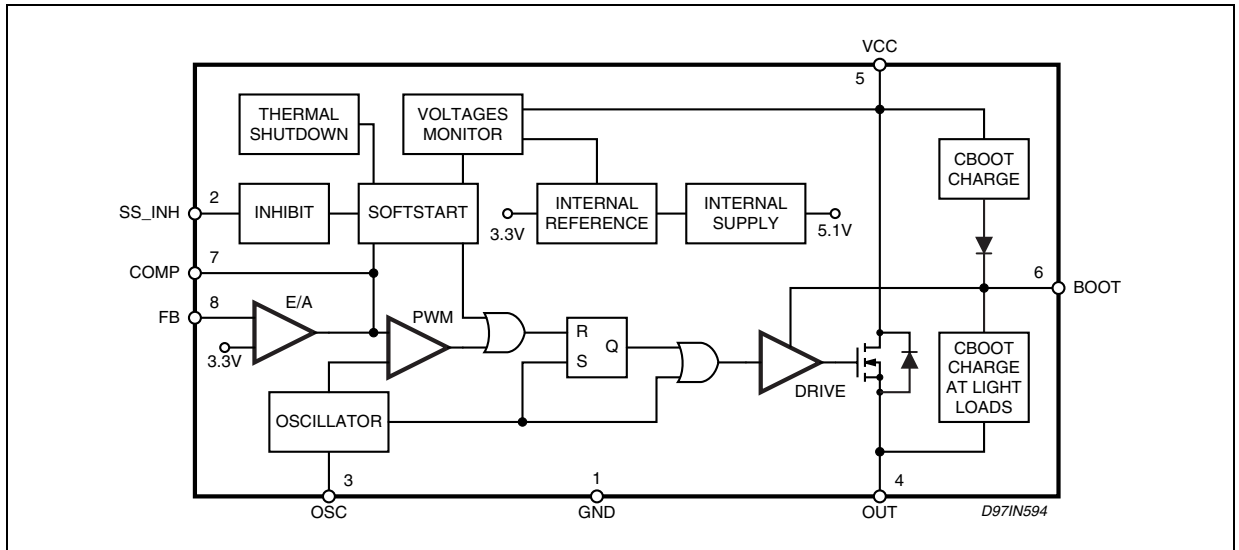 VCC
5
THERMAL
SHUTDOWN
VOLTAGES
MONITOR
CBOOT
CHARGE
SS_INH
2
INHIBIT
SOFTSTART
3.3V
INTERNAL
REFERENCE
INTERNAL
SUPPLY
5.1V
COMP
7
6
BOOT
FB
8
E/A
3.3V
PWM
R
S
Q
DRIVE
CBOOT
CHARGE
AT LIGHT
LOADS
OSCILLATOR
3
OSC
1
GND
4
OUT
D97IN594